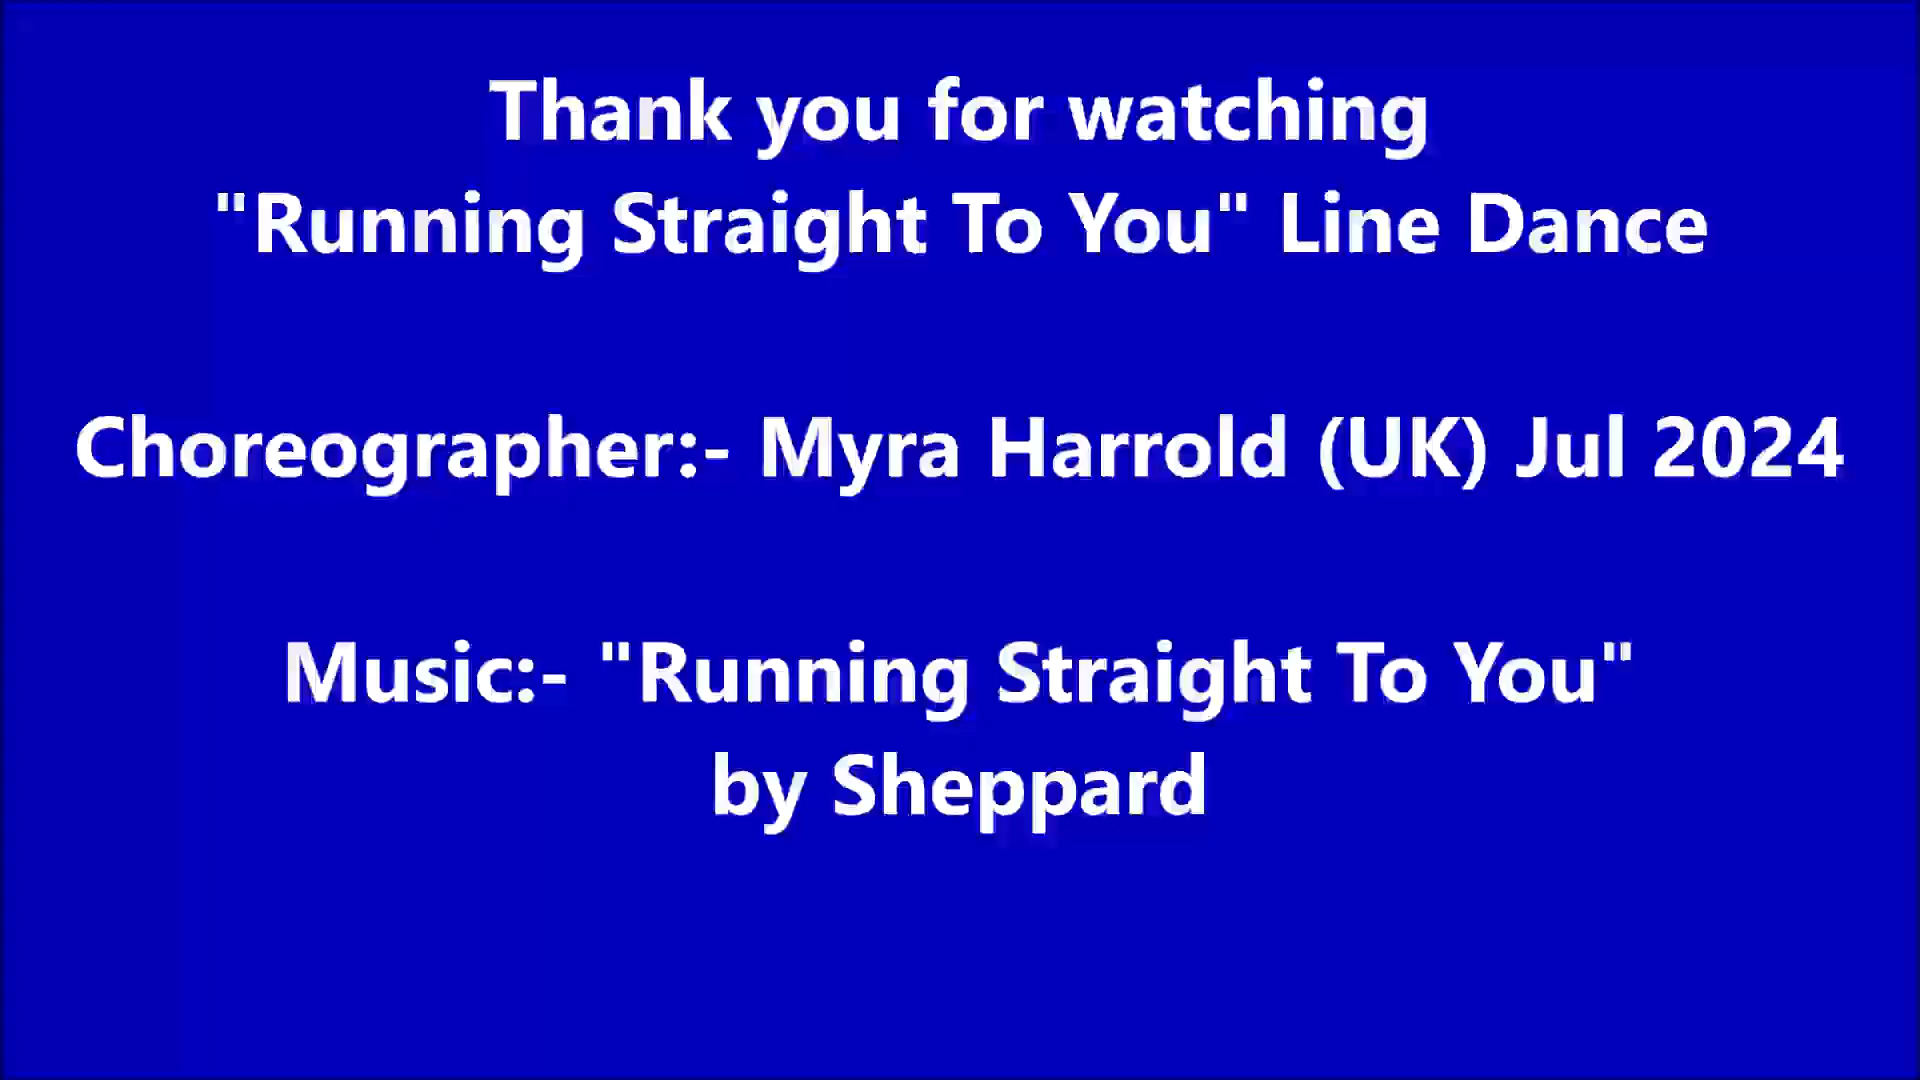 Thank you for watching
"Running Straight To You" Line Dance
Choreographer:- Myra Harrold (UK) Jul 2024
Music:- "Running Straight To You"
by Sheppard